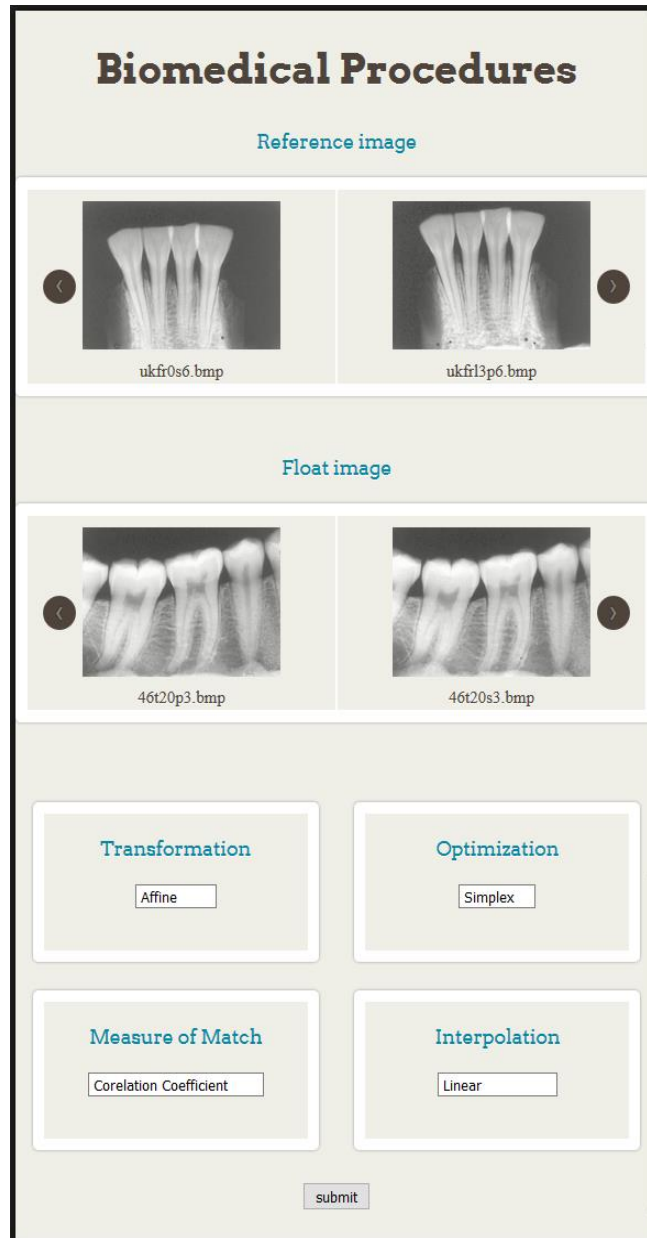 Biomedical Procedures
Reference image
‹ ›
ukfr0s6.bmp ukfrl3p6.bmp
Float image
‹ ›
46t20p3.bmp 46t20s3.bmp
Transformation Optimization
Affine Simplex
Measure of Match Interpolation
Corelation Coefficient Linear
submit